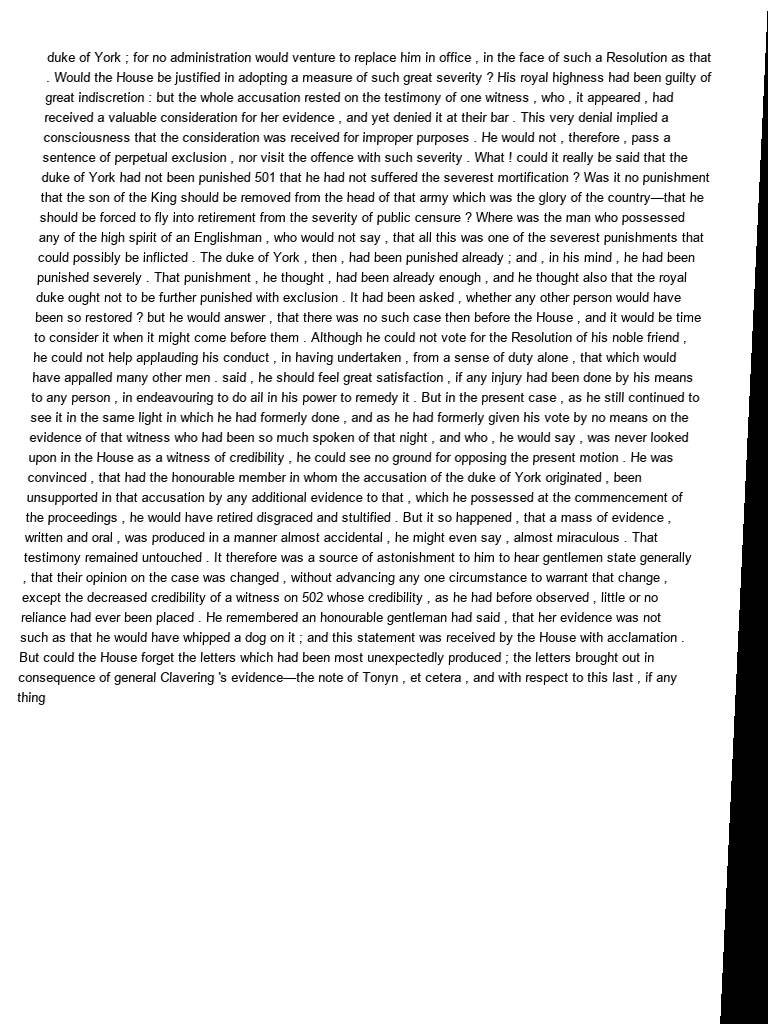 duke of York ; for no administration would venture to replace him in office , in the face of such a Resolution as that
. Would the House be justified in adopting a measure of such great severity ? His royal highness had been guilty of
great indiscretion : but the whole accusation rested on the testimony of one witness , who , it appeared , had
received a valuable consideration for her evidence , and yet denied it at their bar . This very denial implied a
consciousness that the consideration was received for improper purposes . He would not , therefore , pass a
sentence of perpetual exclusion , nor visit the offence with such severity . What ! could it really be said that the
duke of York had not been punished 501 that he had not suffered the severest mortification ? Was it no punishment
that the son of the King should be removed from the head of that army which was the glory of the country—that he
should be forced to fly into retirement from the severity of public censure ? Where was the man who possessed
any of the high spirit of an Englishman , who would not say , that all this was one of the severest punishments that
could possibly be inflicted . The duke of York , then , had been punished already ; and , in his mind , he had been
punished severely . That punishment , he thought , had been already enough , and he thought also that the royal
duke ought not to be further punished with exclusion . It had been asked , whether any other person would have
been so restored ? but he would answer , that there was no such case then before the House , and it would be time
to consider it when it might come before them . Although he could not vote for the Resolution of his noble friend ,
he could not help applauding his conduct , in having undertaken , from a sense of duty alone , that which would
have appalled many other men . said , he should feel great satisfaction , if any injury had been done by his means
to any person , in endeavouring to do ail in his power to remedy it . But in the present case , as he still continued to
see it in the same light in which he had formerly done , and as he had formerly given his vote by no means on the
evidence of that witness who had been so much spoken of that night , and who , he would say , was never looked
upon in the House as a witness of credibility , he could see no ground for opposing the present motion . He was
convinced , that had the honourable member in whom the accusation of the duke of York originated , been
unsupported in that accusation by any additional evidence to that , which he possessed at the commencement of
the proceedings , he would have retired disgraced and stultified . But it so happened , that a mass of evidence ,
written and oral , was produced in a manner almost accidental , he might even say , almost miraculous . That
testimony remained untouched . It therefore was a source of astonishment to him to hear gentlemen state generally
, that their opinion on the case was changed , without advancing any one circumstance to warrant that change ,
except the decreased credibility of a witness on 502 whose credibility , as he had before observed , little or no
reliance had ever been placed . He remembered an honourable gentleman had said , that her evidence was not
such as that he would have whipped a dog on it ; and this statement was received by the House with acclamation .
But could the House forget the letters which had been most unexpectedly produced ; the letters brought out in
consequence of general Clavering 's evidence—the note of Tonyn , et cetera , and with respect to this last , if any
thing